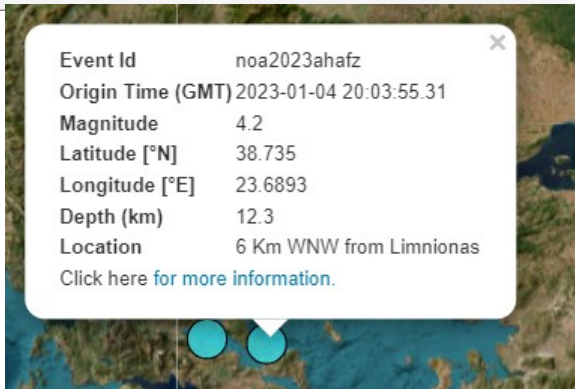 ×
Event Id noa2023ahafz
Origin Time (GMT) 2023-01-04 20:03:55.31
Magnitude 4.2
Latitude [°N] 38.735
Longitude [°E] 23.6893
Depth (km) 12.3
Location 6 Km WNW from Limnionas
Click here for more information.